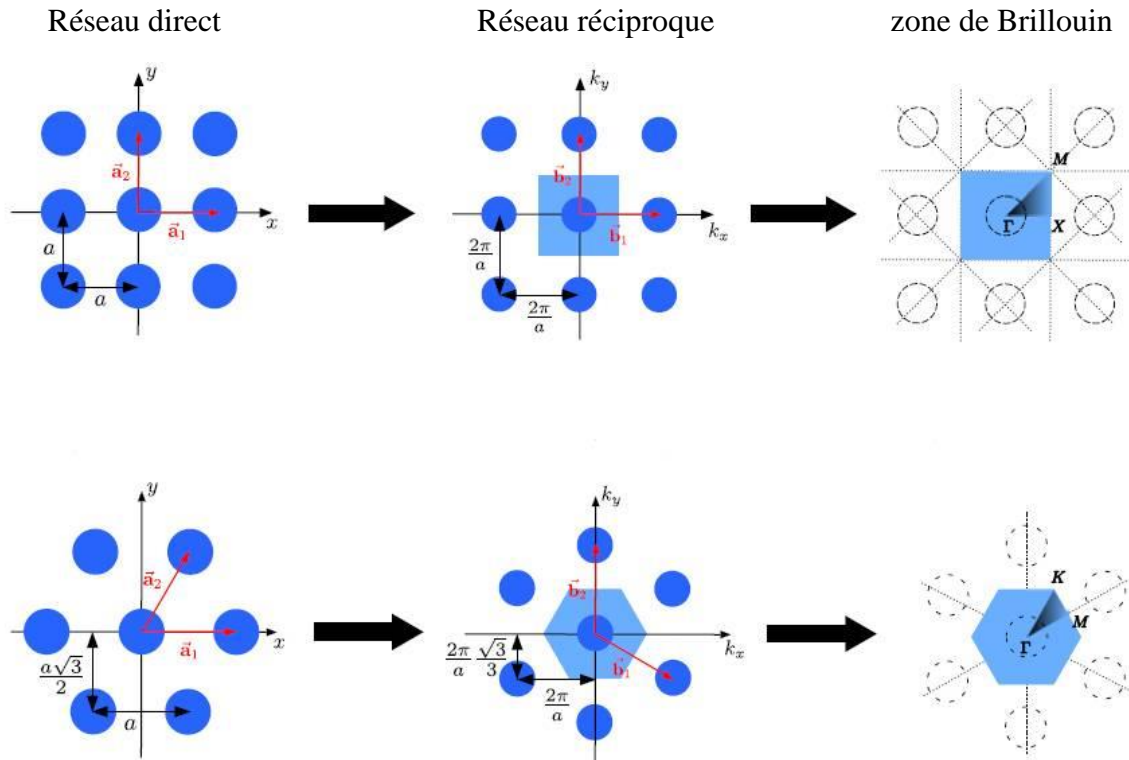 Réseau direct
Réseau réciproque
zone de Brillouin
y
a⃗₂
a⃗₁
x
a
a
k_y
b⃗₂
b⃗₁
k_x
2π/a
2π/a
M
Γ
X
y
a⃗₂
a⃗₁
x
a√3/2
a
k_y
b⃗₂
b⃗₁
k_x
2π/a √3/3
2π/a
K
M
Γ